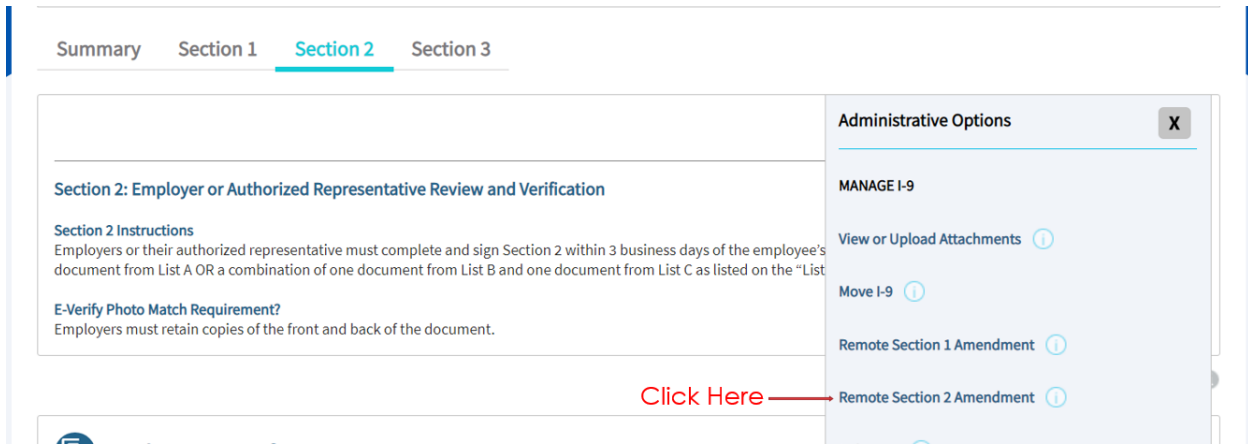 Summary Section 1 Section 2 Section 3
Administrative Options X
MANAGE I-9
Section 2: Employer or Authorized Representative Review and Verification
Section 2 Instructions
Employers or their authorized representative must complete and sign Section 2 within 3 business days of the employee's
document from List A OR a combination of one document from List B and one document from List C as listed on the “List
E-Verify Photo Match Requirement?
Employers must retain copies of the front and back of the document.
View or Upload Attachments i
Move I-9 i
Remote Section 1 Amendment i
Click Here
Remote Section 2 Amendment i